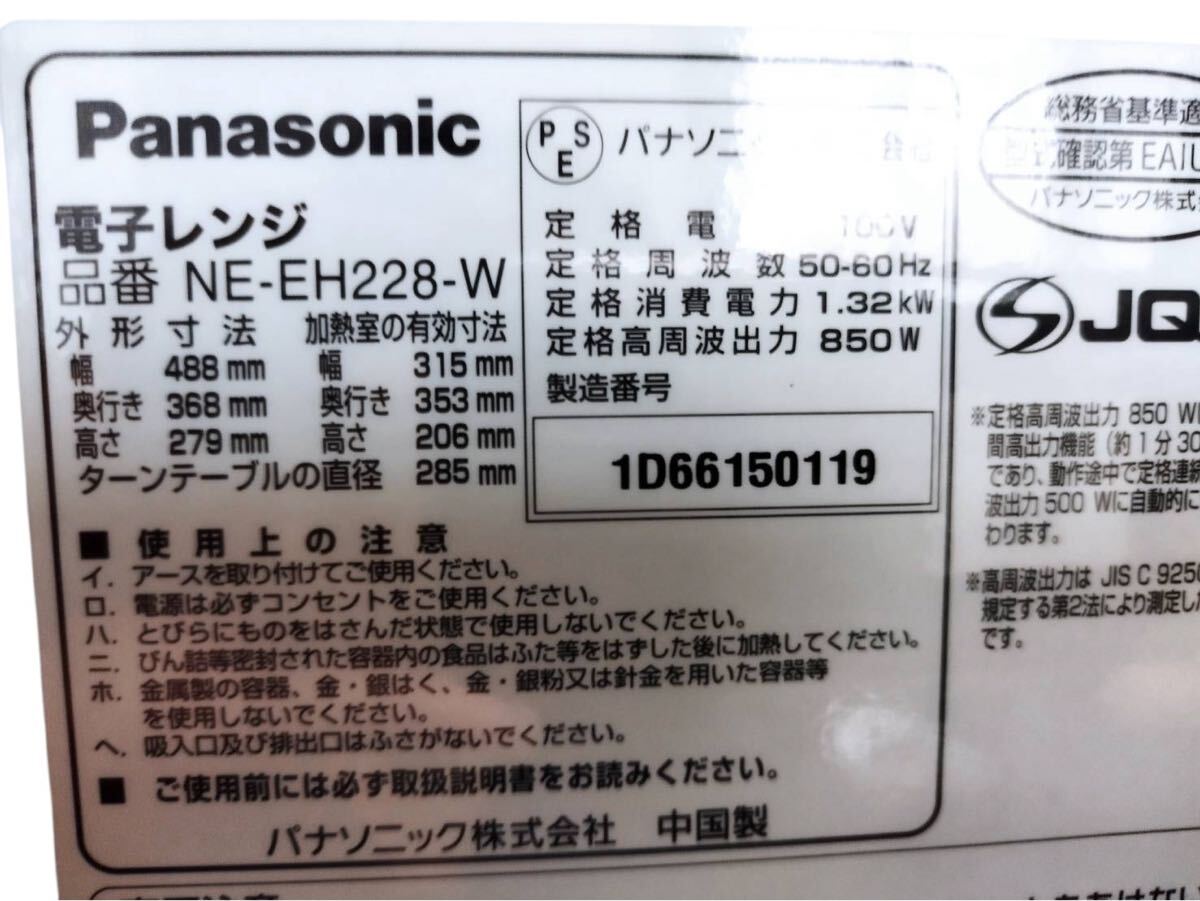 Panasonic
電子レンジ
品番 NE-EH228-W
外形寸法 加熱室の有効寸法
幅 488 mm 幅 315 mm
奥行き 368 mm 奥行き 353 mm
高さ 279 mm 高さ 206 mm
ターンテーブルの直径 285 mm
PSE パナソニ
定格電 100V
定格周波数 50-60Hz
定格消費電力 1.32kW
定格高周波出力 850W
製造番号
1D66150119
■ 使用上の注意
イ. アースを取り付けてご使用ください。
ロ. 電源は必ずコンセントをご使用ください。
ハ. とびらにものをはさんだ状態で使用しないでください。
ニ. びん詰等密封された容器内の食品はふた等をはずした後に加熱してください。
ホ. 金属製の容器、金・銀はく、金・銀粉又は針金を用いた容器等
を使用しないでください。
ヘ. 吸入口及び排出口はふさがないでください。
■ ご使用前には必ず取扱説明書をお読みください。
パナソニック株式会社 中国製
総務省基準適
型式確認第EAIU
パナソニック株式
JQ
※定格高周波出力 850 W
間高出力機能(約1分30
であり、動作途中で定格連続
波出力500 Wに自動的に
わります。
※高周波出力は JIS C 9250
規定する第2法により測定した
です。